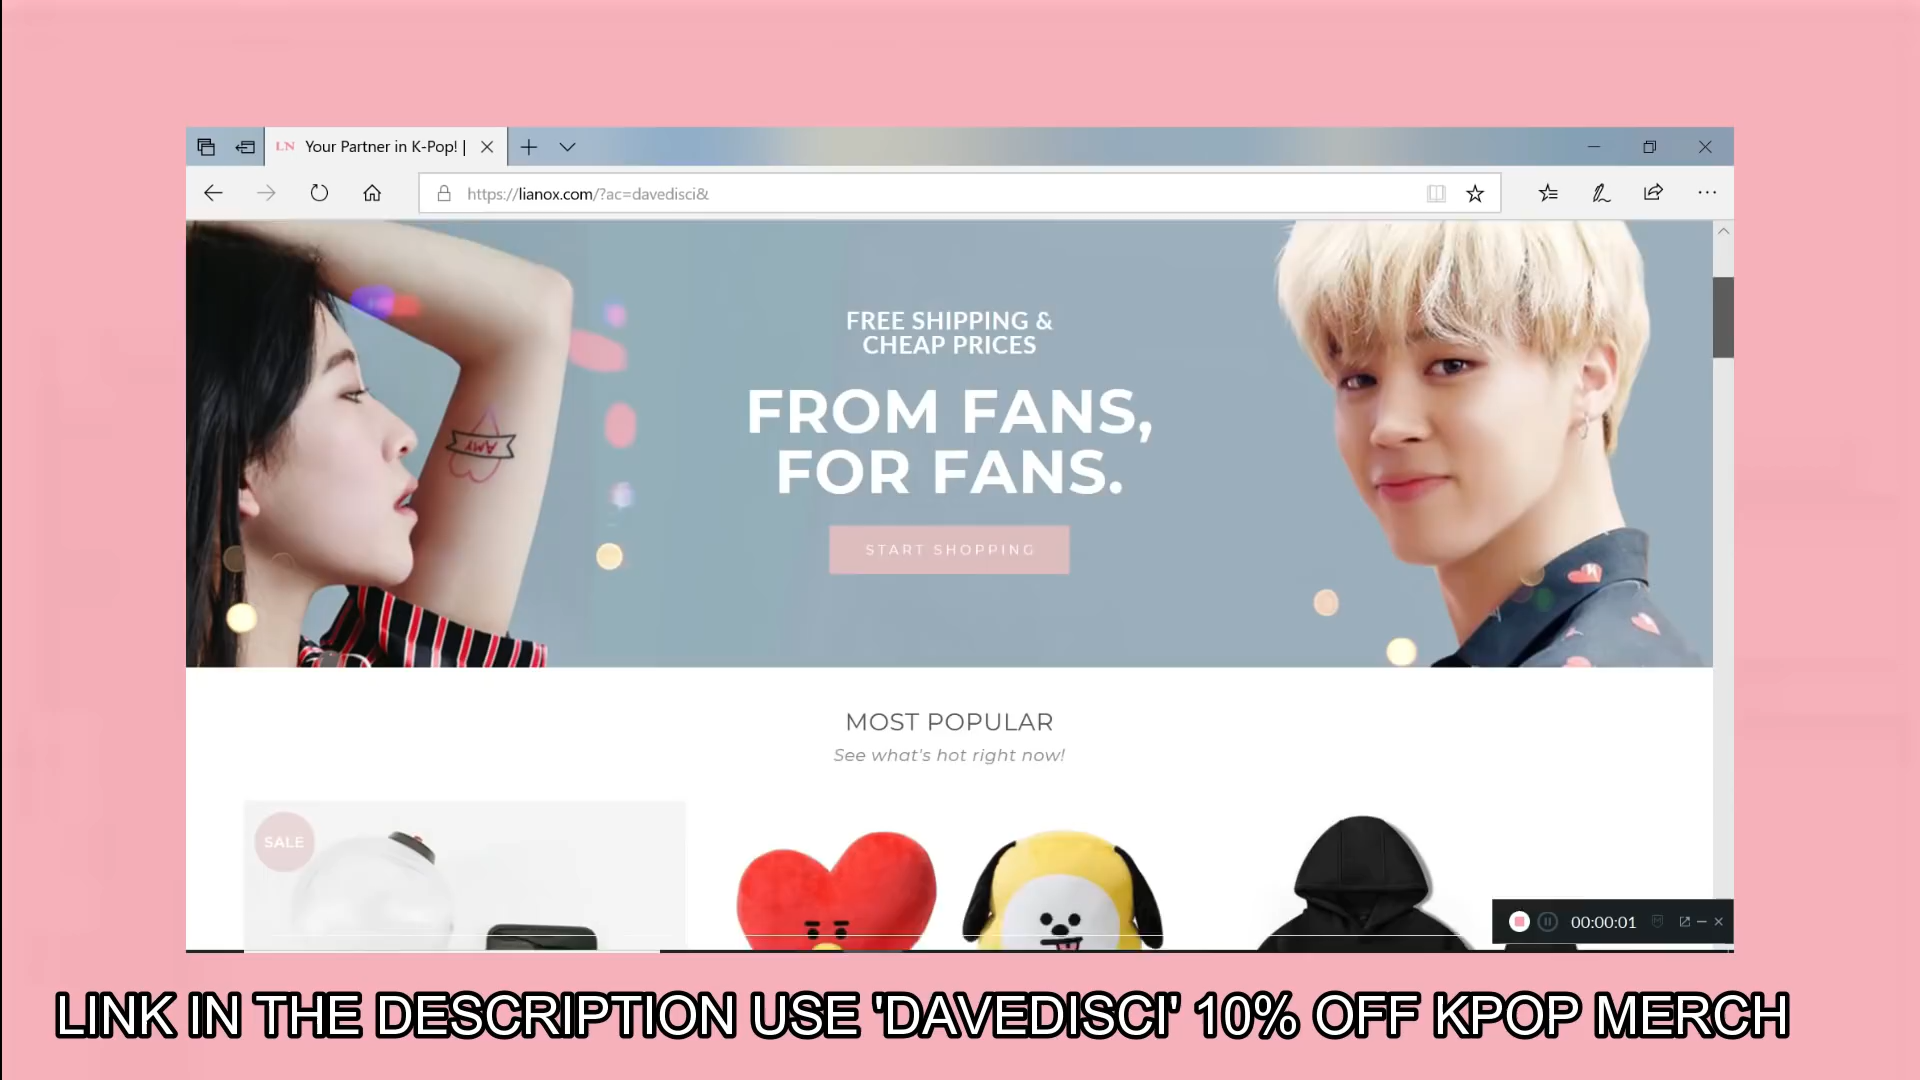 LN Your Partner in K-Pop! |
https://lianox.com/?ac=davedisci&
FREE SHIPPING &
CHEAP PRICES
FROM FANS,
FOR FANS.
START SHOPPING
AMY
MOST POPULAR
See what's hot right now!
SALE
00:00:01
LINK IN THE DESCRIPTION USE 'DAVEDISCI' 10% OFF KPOP MERCH